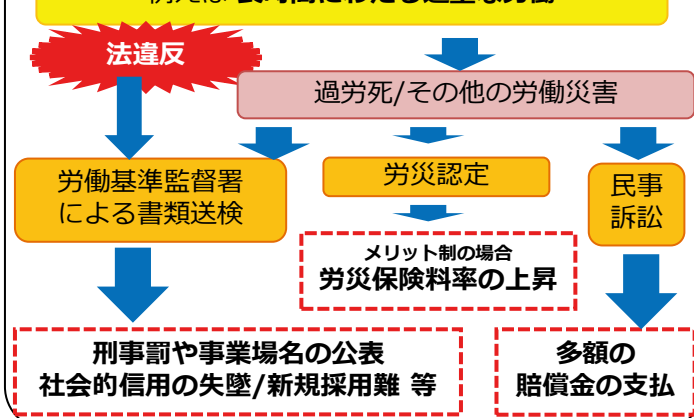 法違反
過労死/その他の労働災害
労働基準監督署
による書類送検
労災認定
民事
訴訟
メリット制の場合
労災保険料率の上昇
刑事罰や事業場名の公表
社会的信用の失墜/新規採用難 等
多額の
賠償金の支払